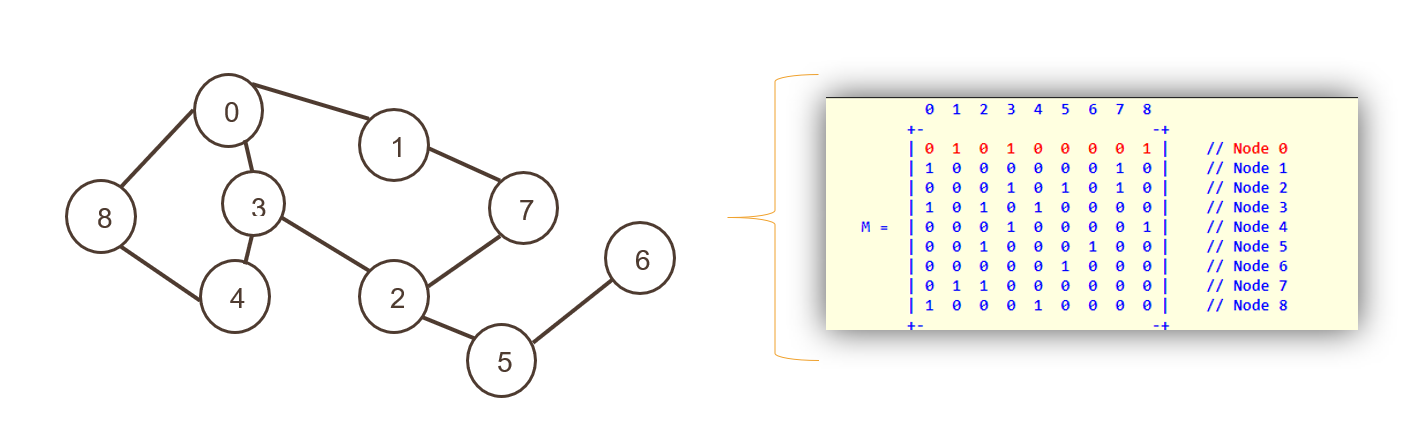 0
1
3
7
8
6
4
2
5
0 1 2 3 4 5 6 7 8
+- -+
| 0 1 0 1 0 0 0 0 1 | // Node 0
| 1 0 0 0 0 0 0 1 0 | // Node 1
| 0 0 0 1 0 1 0 1 0 | // Node 2
| 1 0 1 0 1 0 0 0 0 | // Node 3
M = | 0 0 0 1 0 0 0 0 1 | // Node 4
| 0 0 1 0 0 0 1 0 0 | // Node 5
| 0 0 0 0 0 1 0 0 0 | // Node 6
| 0 1 1 0 0 0 0 0 0 | // Node 7
| 1 0 0 0 1 0 0 0 0 | // Node 8
+- -+